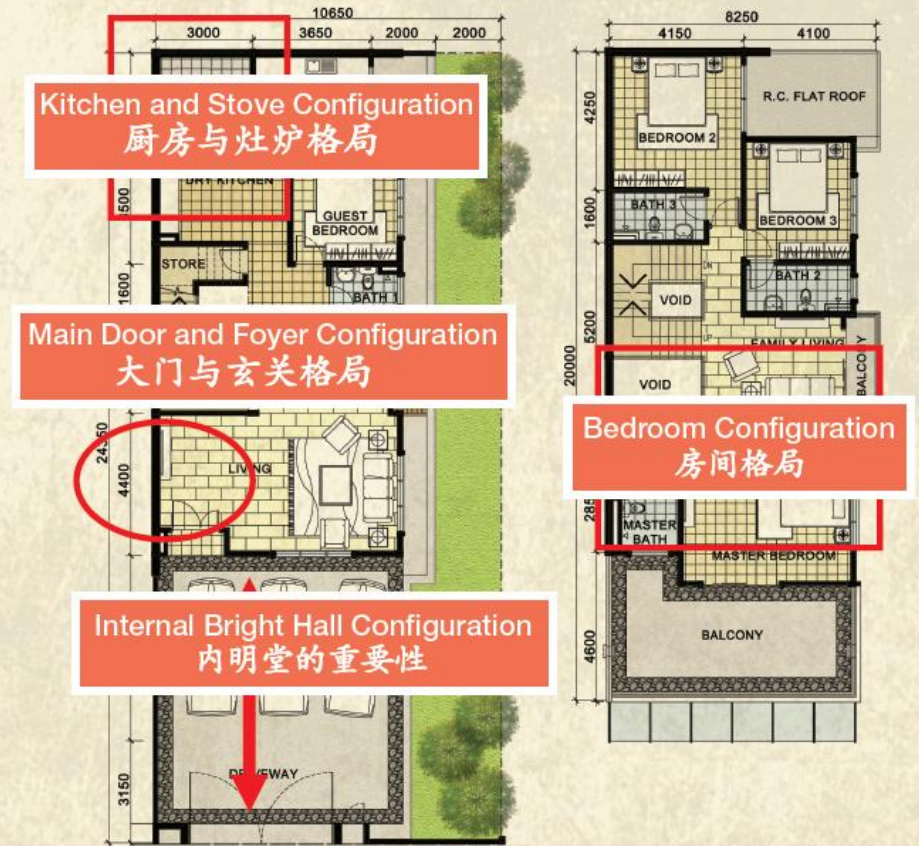 10650
3000
3650
2000
2000
Kitchen and Stove Configuration
厨房与灶炉格局
DRY KITCHEN
GUEST
BEDROOM
STORE
1600
BATH 1
Main Door and Foyer Configuration
大门与玄关格局
4400
LIVING
Internal Bright Hall Configuration
内明堂的重要性
DRIVEWAY
3150
8250
4150
4100
4250
BEDROOM 2
R.C. FLAT ROOF
BEDROOM 3
1600
BATH 3
DN
BATH 2
VOID
5200
UP
FAMILY LIVING
20000
VOID
BALCONY
Bedroom Configuration
房间格局
MASTER
BATH
MASTER BEDROOM
BALCONY
4600